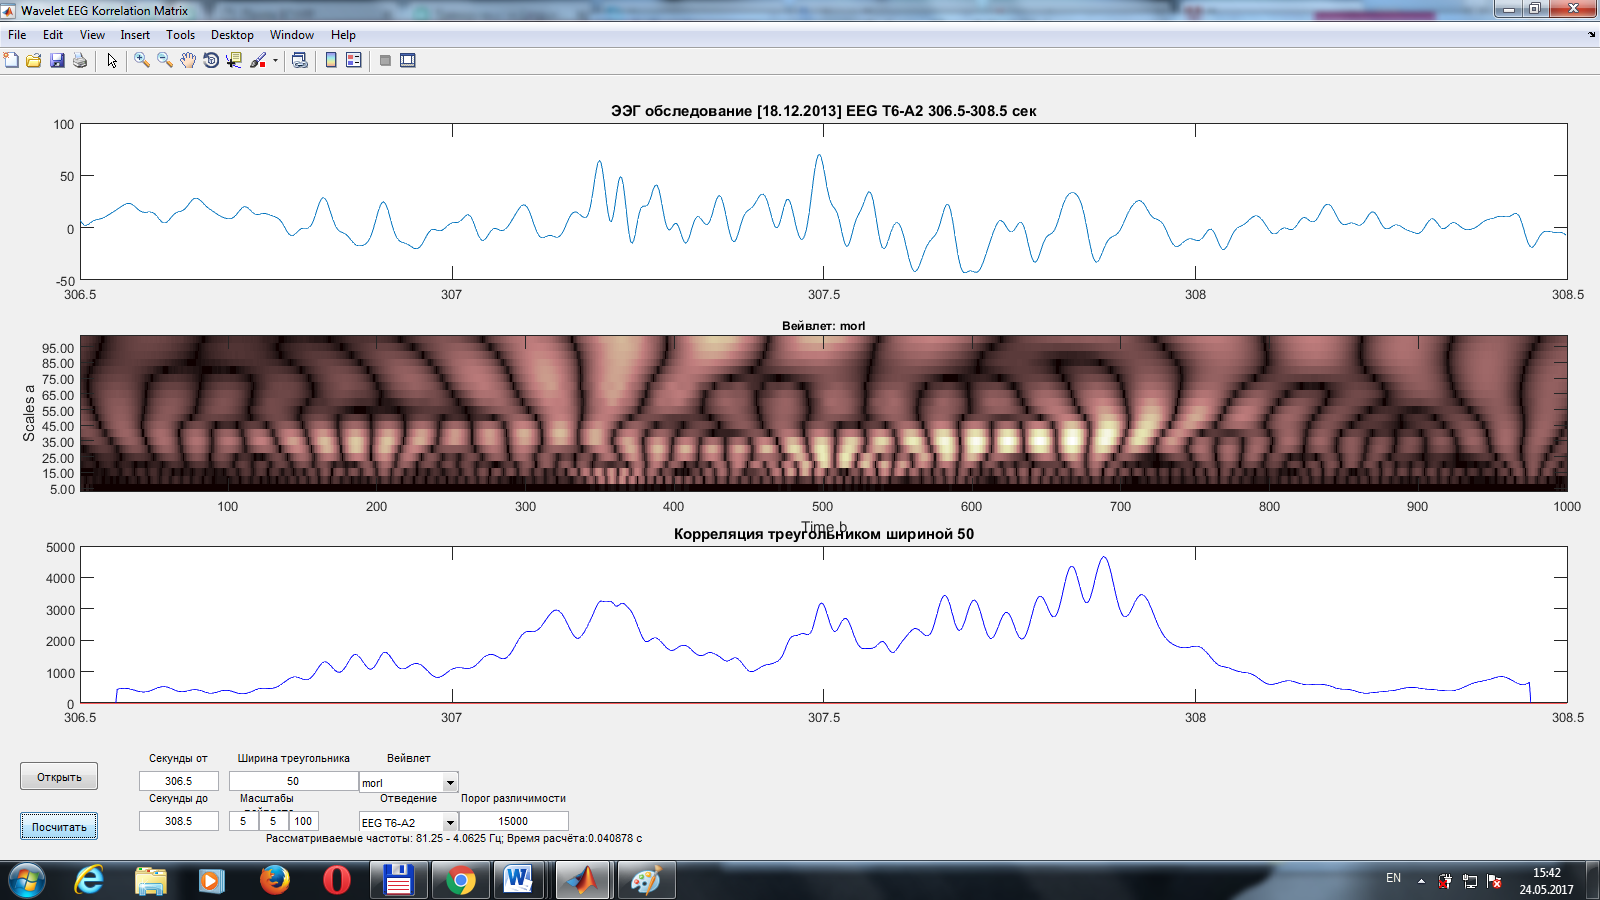 Wavelet EEG Korrelation Matrix
File Edit View Insert Tools Desktop Window Help
ЭЭГ обследование [18.12.2013] EEG T6-A2 306.5-308.5 сек
100
50
0
-50
306.5 307 307.5 308 308.5
Вейвлет: morl
Scales a
95.00
85.00
75.00
65.00
55.00
45.00
35.00
25.00
15.00
5.00
100 200 300 400 500 600 700 800 900 1000
Time b
Корреляция треугольником шириной 50
5000
4000
3000
2000
1000
0
306.5 307 307.5 308 308.5
Секунды от Ширина треугольника Вейвлет
Открыть 306.5 50 morl
Секунды до Масштабы Отведение Порог различимости
Посчитать 308.5 5 5 100 EEG T6-A2 15000
Рассматриваемые частоты: 81.25 - 4.0625 Гц; Время расчёта:0.040878 с
EN 15:42
24.05.2017